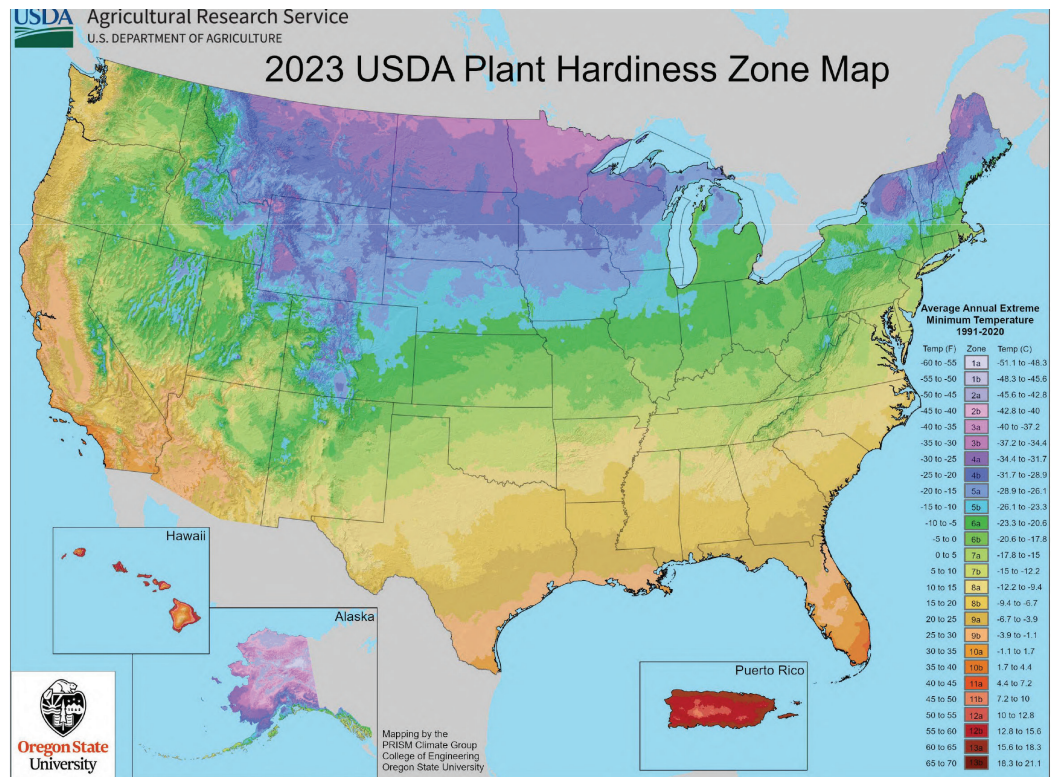 USDA Agricultural Research Service
U.S. DEPARTMENT OF AGRICULTURE
2023 USDA Plant Hardiness Zone Map
Average Annual Extreme
Minimum Temperature
1991-2020
Temp (F) Zone Temp (C)
-60 to -55 1a -51.1 to -48.3
-55 to -50 1b -48.3 to -45.6
-50 to -45 2a -45.6 to -42.8
-45 to -40 2b -42.8 to -40
-40 to -35 3a -40 to -37.2
-35 to -30 3b -37.2 to -34.4
-30 to -25 4a -34.4 to -31.7
-25 to -20 4b -31.7 to -28.9
-20 to -15 5a -28.9 to -26.1
-15 to -10 5b -26.1 to -23.3
-10 to -5 6a -23.3 to -20.6
-5 to 0 6b -20.6 to -17.8
0 to 5 7a -17.8 to -15
5 to 10 7b -15 to -12.2
10 to 15 8a -12.2 to -9.4
15 to 20 8b -9.4 to -6.7
20 to 25 9a -6.7 to -3.9
25 to 30 9b -3.9 to -1.1
30 to 35 10a -1.1 to 1.7
35 to 40 10b 1.7 to 4.4
40 to 45 11a 4.4 to 7.2
45 to 50 11b 7.2 to 10
50 to 55 12a 10 to 12.8
55 to 60 12b 12.8 to 15.6
60 to 65 13a 15.6 to 18.3
65 to 70 13b 18.3 to 21.1
Hawaii
Alaska
Puerto Rico
Mapping by the
PRISM Climate Group
College of Engineering
Oregon State University
Oregon State
University